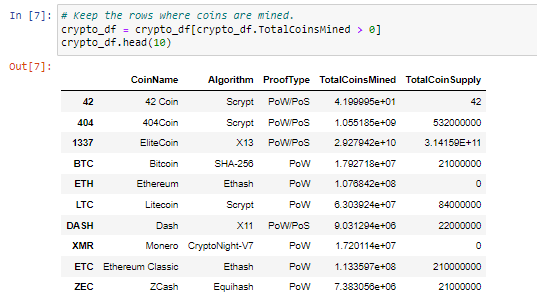 In [7]: # Keep the rows where coins are mined.
crypto_df = crypto_df[crypto_df.TotalCoinsMined > 0]
crypto_df.head(10)
Out[7]:
CoinName Algorithm ProofType TotalCoinsMined TotalCoinSupply
42 42 Coin Scrypt PoW/PoS 4.199995e+01 42
404 404Coin Scrypt PoW/PoS 1.055185e+09 532000000
1337 EliteCoin X13 PoW/PoS 2.927942e+10 3.14159E+11
BTC Bitcoin SHA-256 PoW 1.792718e+07 21000000
ETH Ethereum Ethash PoW 1.076842e+08 0
LTC Litecoin Scrypt PoW 6.303924e+07 84000000
DASH Dash X11 PoW/PoS 9.031294e+06 22000000
XMR Monero CryptoNight-V7 PoW 1.720114e+07 0
ETC Ethereum Classic Ethash PoW 1.133597e+08 210000000
ZEC ZCash Equihash PoW 7.383056e+06 21000000